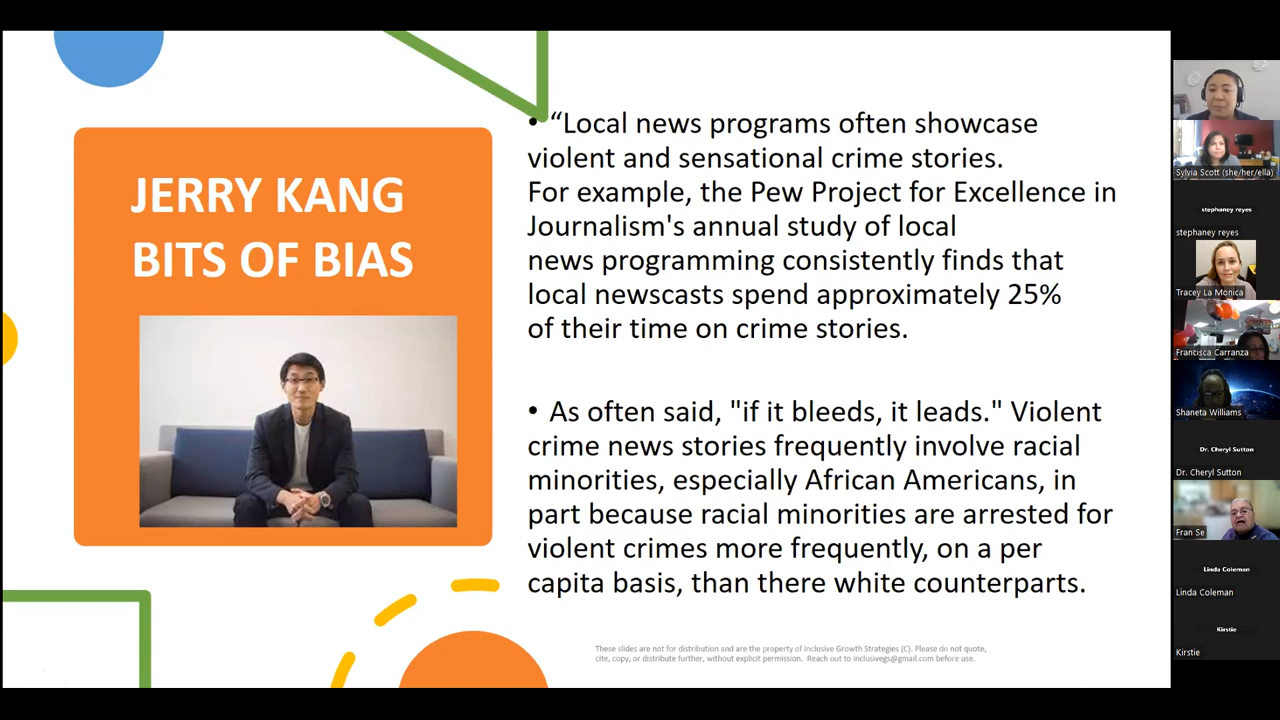 JERRY KANG
BITS OF BIAS
• “Local news programs often showcase
violent and sensational crime stories.
For example, the Pew Project for Excellence in
Journalism's annual study of local
news programming consistently finds that
local newscasts spend approximately 25%
of their time on crime stories.
• As often said, "if it bleeds, it leads." Violent
crime news stories frequently involve racial
minorities, especially African Americans, in
part because racial minorities are arrested for
violent crimes more frequently, on a per
capita basis, than there white counterparts.
These slides are not for distribution and are the property of Inclusive Growth Strategies (C). Please do not quote,
cite, copy, or distribute further, without explicit permission. Reach out to inclusivegs@gmail.com before use.
Sylvia Scott (she/her/ella)
stephaney reyes
stephaney reyes
Tracey La Monica
Francisca Carranza
Shaneta Williams
Dr. Cheryl Sutton
Dr. Cheryl Sutton
Fran Se
Linda Coleman
Linda Coleman
Kirstie
Kirstie